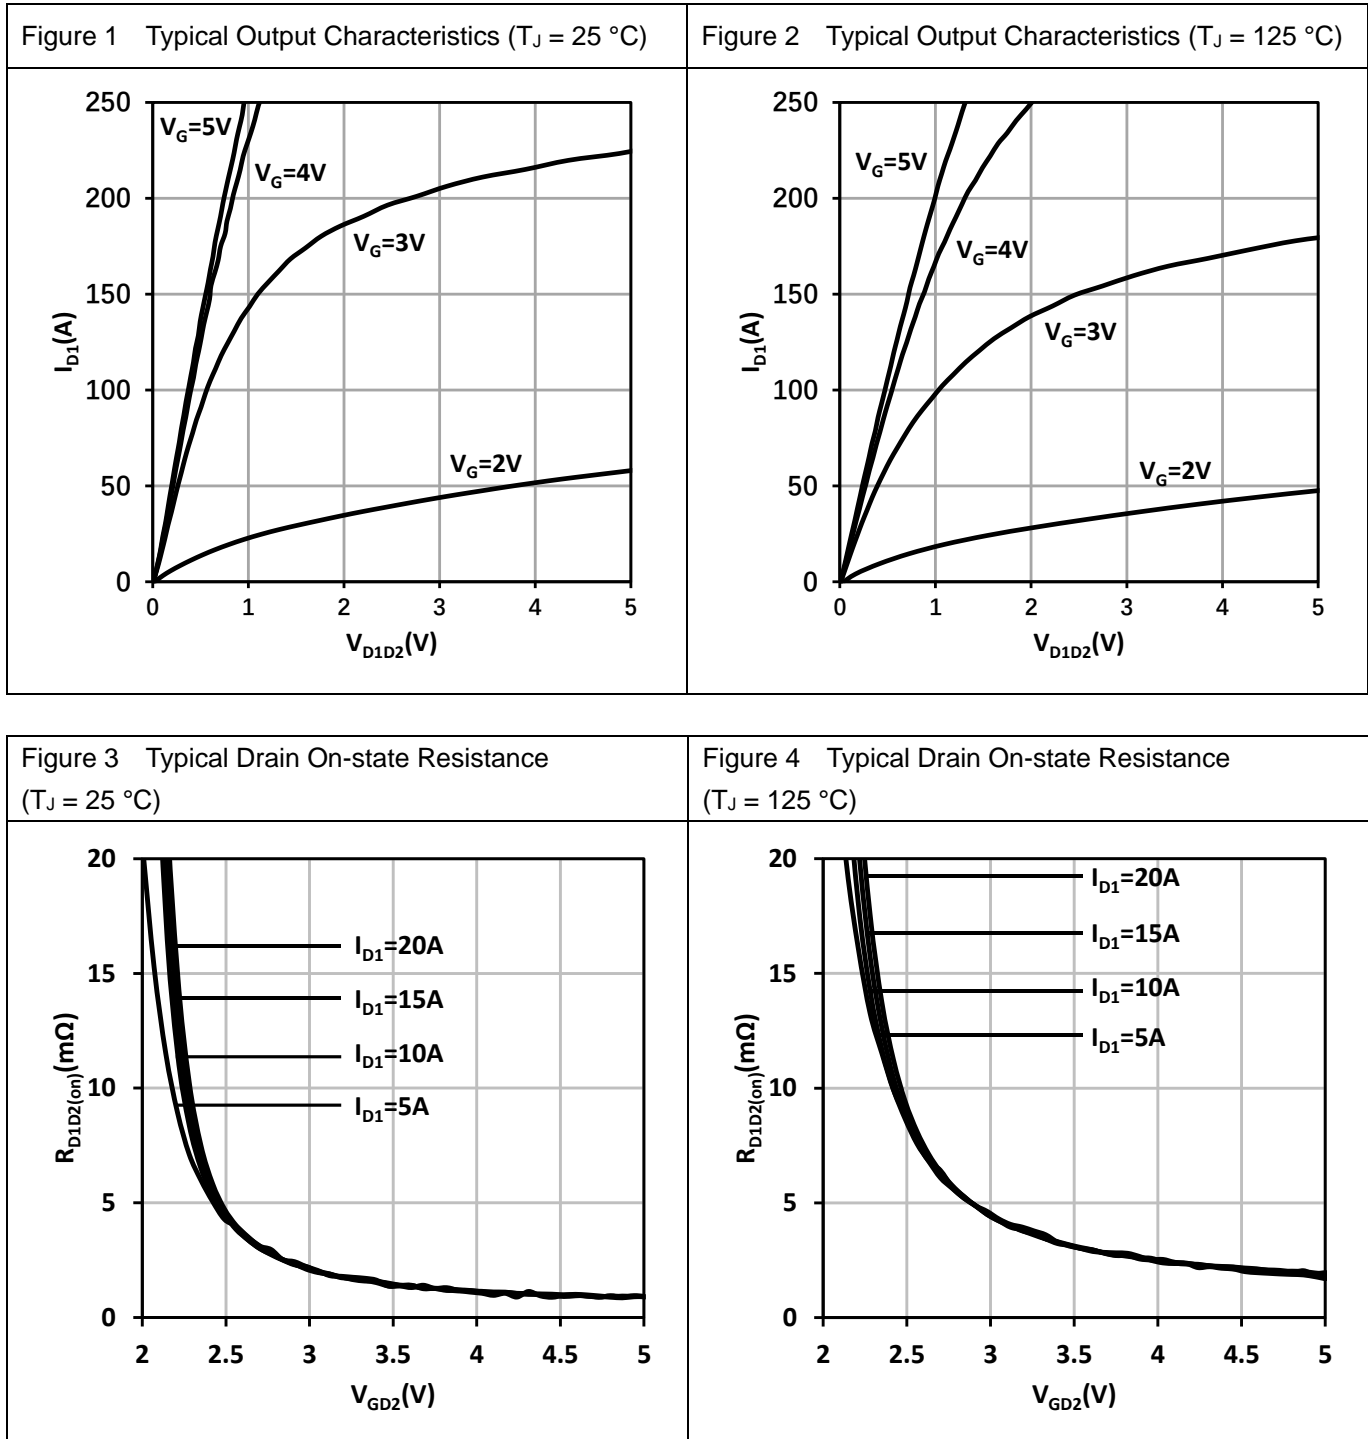 Figure 1 Typical Output Characteristics (TJ = 25 °C)
Figure 2 Typical Output Characteristics (TJ = 125 °C)
250
200
150
100
50
0
0 1 2 3 4 5
ID1(A)
VD1D2(V)
VG=5V
VG=4V
VG=3V
VG=2V
250
200
150
100
50
0
0 1 2 3 4 5
ID1(A)
VD1D2(V)
VG=5V
VG=4V
VG=3V
VG=2V
Figure 3 Typical Drain On-state Resistance
(TJ = 25 °C)
Figure 4 Typical Drain On-state Resistance
(TJ = 125 °C)
20
15
10
5
0
2 2.5 3 3.5 4 4.5 5
RD1D2(on)(mΩ)
VGD2(V)
ID1=20A
ID1=15A
ID1=10A
ID1=5A
20
15
10
5
0
2 2.5 3 3.5 4 4.5 5
RD1D2(on)(mΩ)
VGD2(V)
ID1=20A
ID1=15A
ID1=10A
ID1=5A